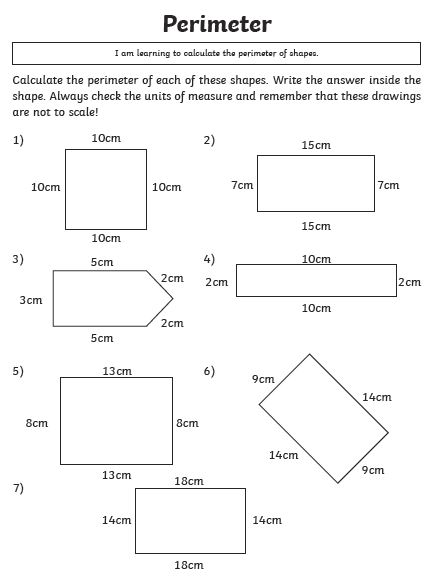 Perimeter
I am learning to calculate the perimeter of shapes.
Calculate the perimeter of each of these shapes. Write the answer inside the
shape. Always check the units of measure and remember that these drawings
are not to scale!
1)
10cm
10cm
10cm
10cm
2)
15cm
7cm
7cm
15cm
3)
5cm
2cm
3cm
2cm
5cm
4)
10cm
2cm
2cm
10cm
5)
13cm
8cm
8cm
13cm
6)
9cm
14cm
14cm
9cm
7)
18cm
14cm
14cm
18cm